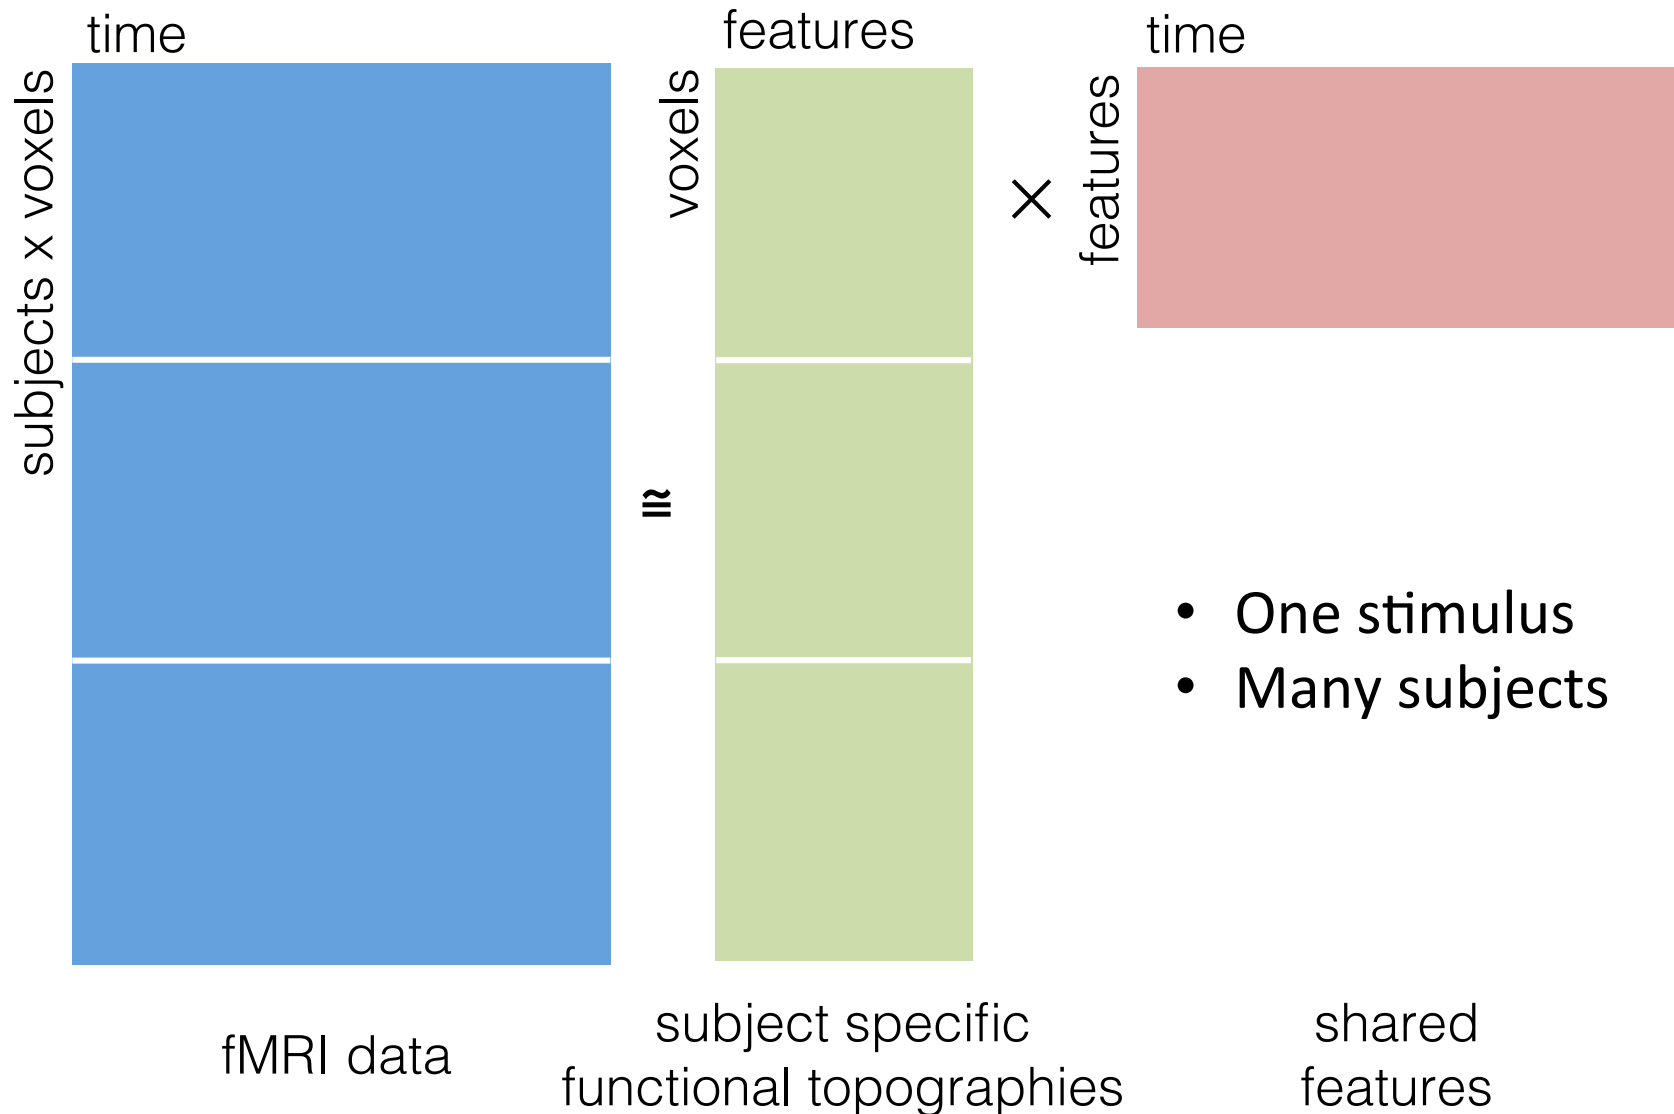 time
features
time
subjects x voxels
voxels
×
features
≊
• One stimulus
• Many subjects
fMRI data
subject specific
functional topographies
shared
features